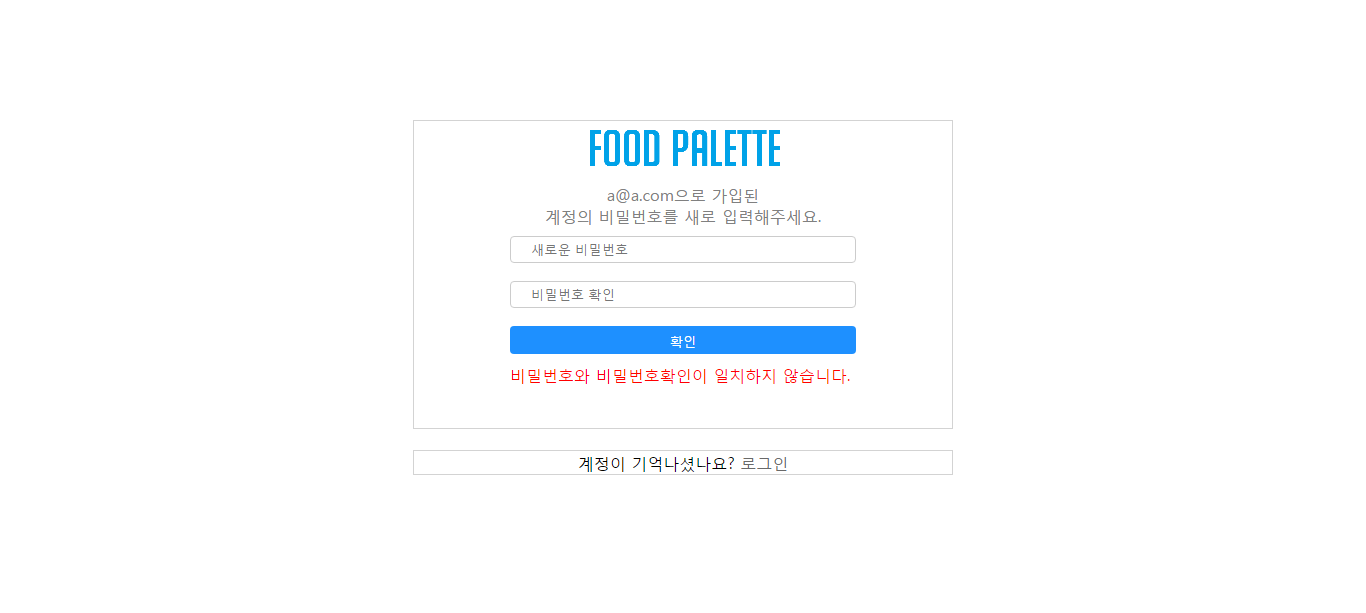 FOOD PALETTE
a@a.com으로 가입된
계정의 비밀번호를 새로 입력해주세요.
새로운 비밀번호
비밀번호 확인
확인
비밀번호와 비밀번호확인이 일치하지 않습니다.
계정이 기억나셨나요? 로그인